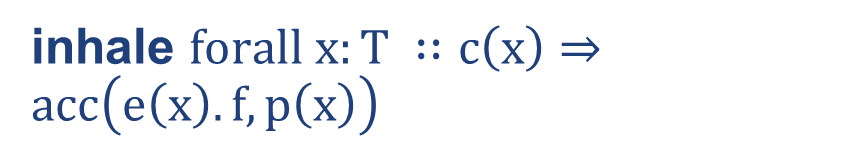 inhale forall x: T :: c(x) ⇒
acc(e(x). f, p(x))